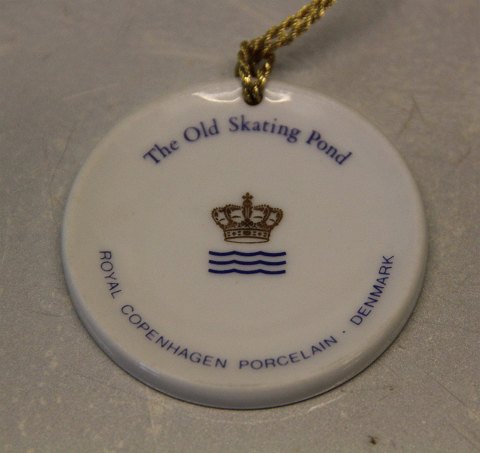 The Old Skating Pond
ROYAL COPENHAGEN PORCELAIN · DENMARK